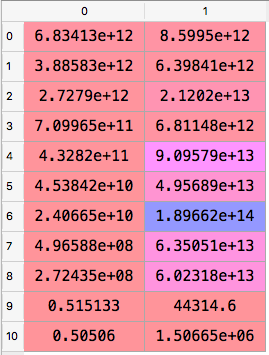 0 1
0 6.83413e+12 8.5995e+12
1 3.88583e+12 6.39841e+12
2 2.7279e+12 2.1202e+13
3 7.09965e+11 6.81148e+12
4 4.3282e+11 9.09579e+13
5 4.53842e+10 4.95689e+13
6 2.40665e+10 1.89662e+14
7 4.96588e+08 6.35051e+13
8 2.72435e+08 6.02318e+13
9 0.515133 44314.6
10 0.50506 1.50665e+06